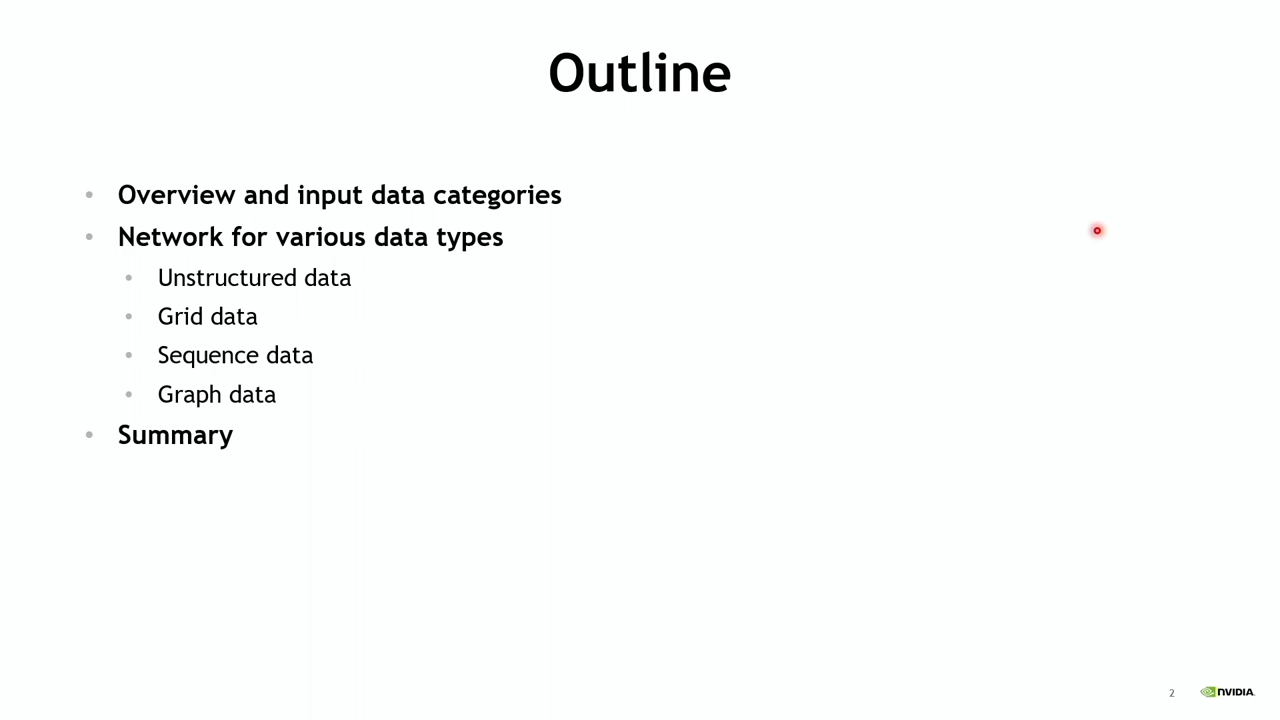 Outline
• Overview and input data categories
• Network for various data types
• Unstructured data
• Grid data
• Sequence data
• Graph data
• Summary
2
NVIDIA.